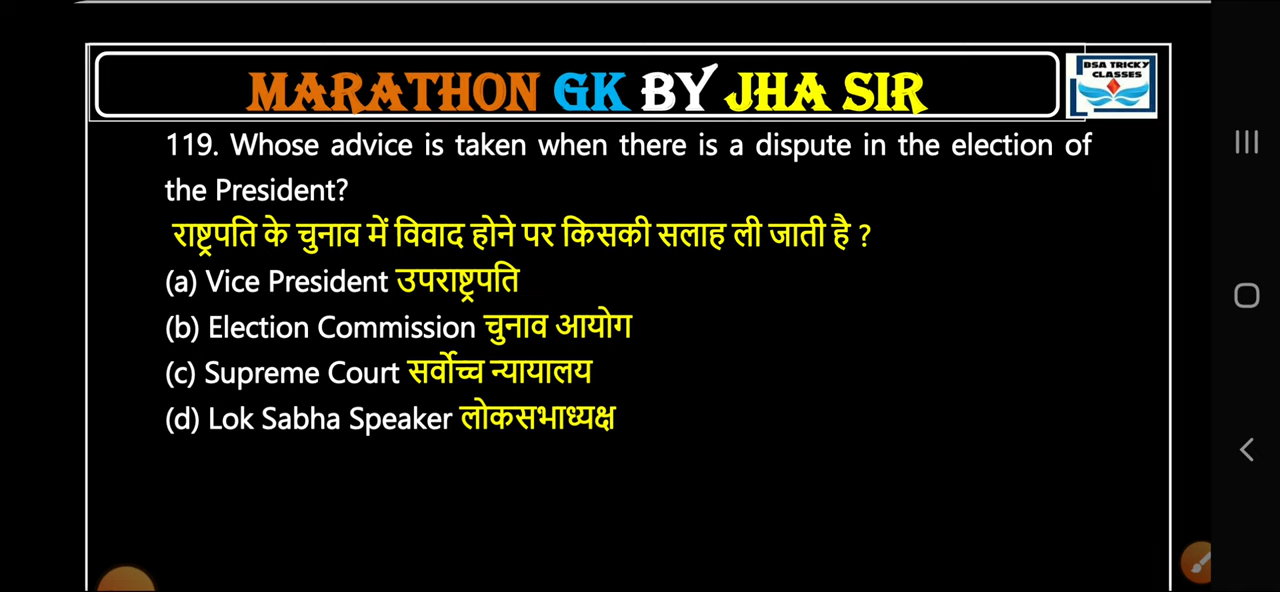 MARATHON GK BY JHA SIR
BSA TRICKY
CLASSES
119. Whose advice is taken when there is a dispute in the election of
the President?
राष्ट्रपति के चुनाव में विवाद होने पर किसकी सलाह ली जाती है ?
(a) Vice President उपराष्ट्रपति
(b) Election Commission चुनाव आयोग
(c) Supreme Court सर्वोच्च न्यायालय
(d) Lok Sabha Speaker लोकसभाध्यक्ष